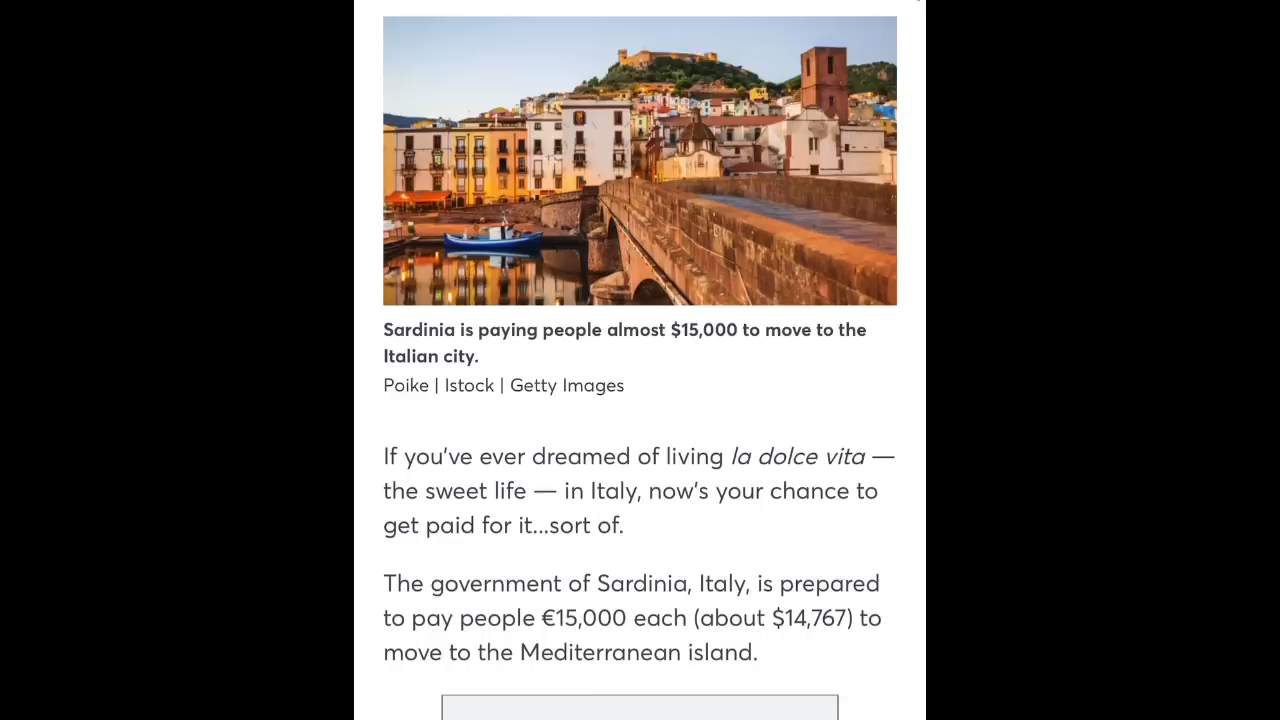 Sardinia is paying people almost $15,000 to move to the
Italian city.
Poike | Istock | Getty Images
If you've ever dreamed of living la dolce vita —
the sweet life — in Italy, now's your chance to
get paid for it...sort of.
The government of Sardinia, Italy, is prepared
to pay people €15,000 each (about $14,767) to
move to the Mediterranean island.